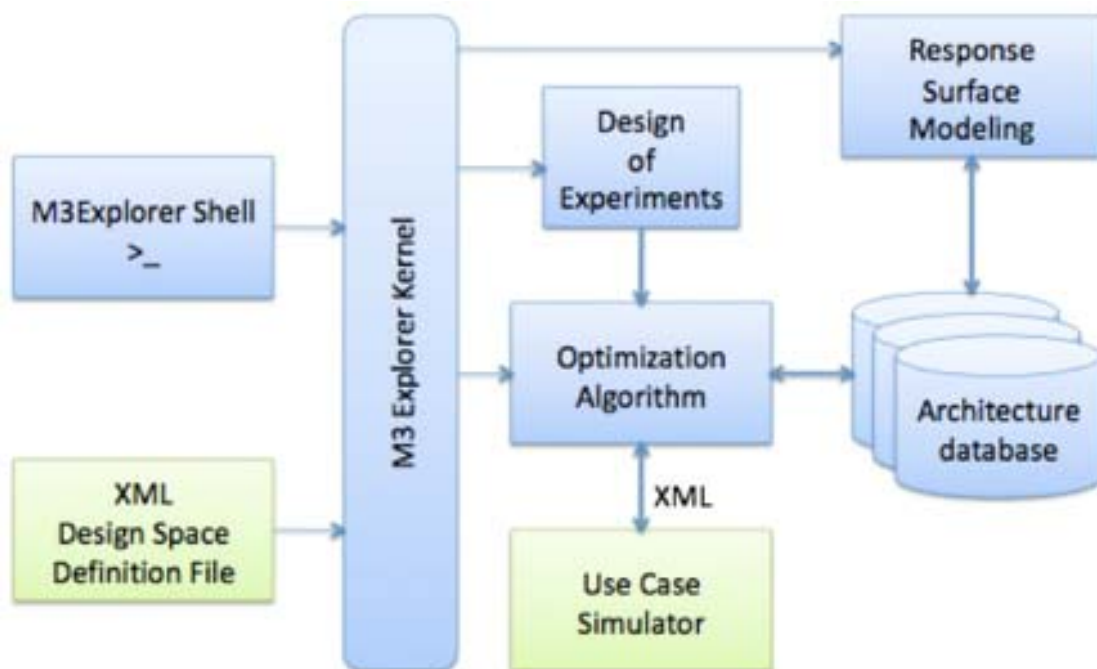 M3Explorer Shell
>_
XML
Design Space
Definition File
M3 Explorer Kernel
Design
of
Experiments
Optimization
Algorithm
XML
Use Case
Simulator
Response
Surface
Modeling
Architecture
database